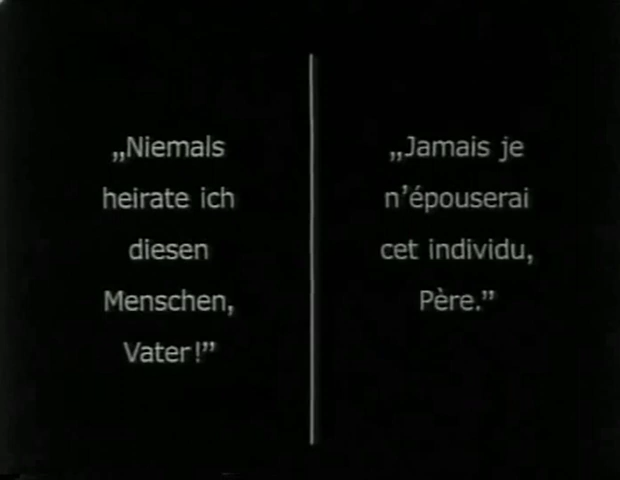 „Niemals
heirate ich
diesen
Menschen,
Vater!”
„Jamais je
n’épouserai
cet individu,
Père.”